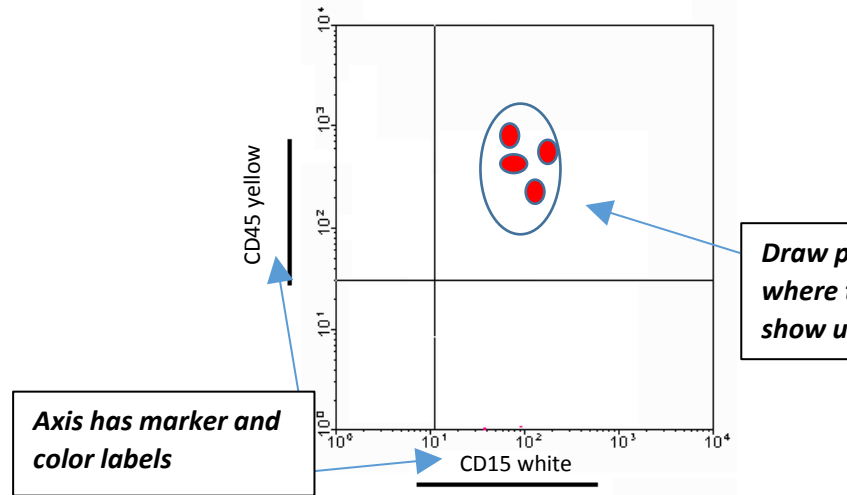 10⁴
10³
10²
10¹
10⁰
CD45 yellow
10⁰ 10¹ 10² 10³ 10⁴
CD15 white
Axis has marker and
color labels
Draw p
where
show u